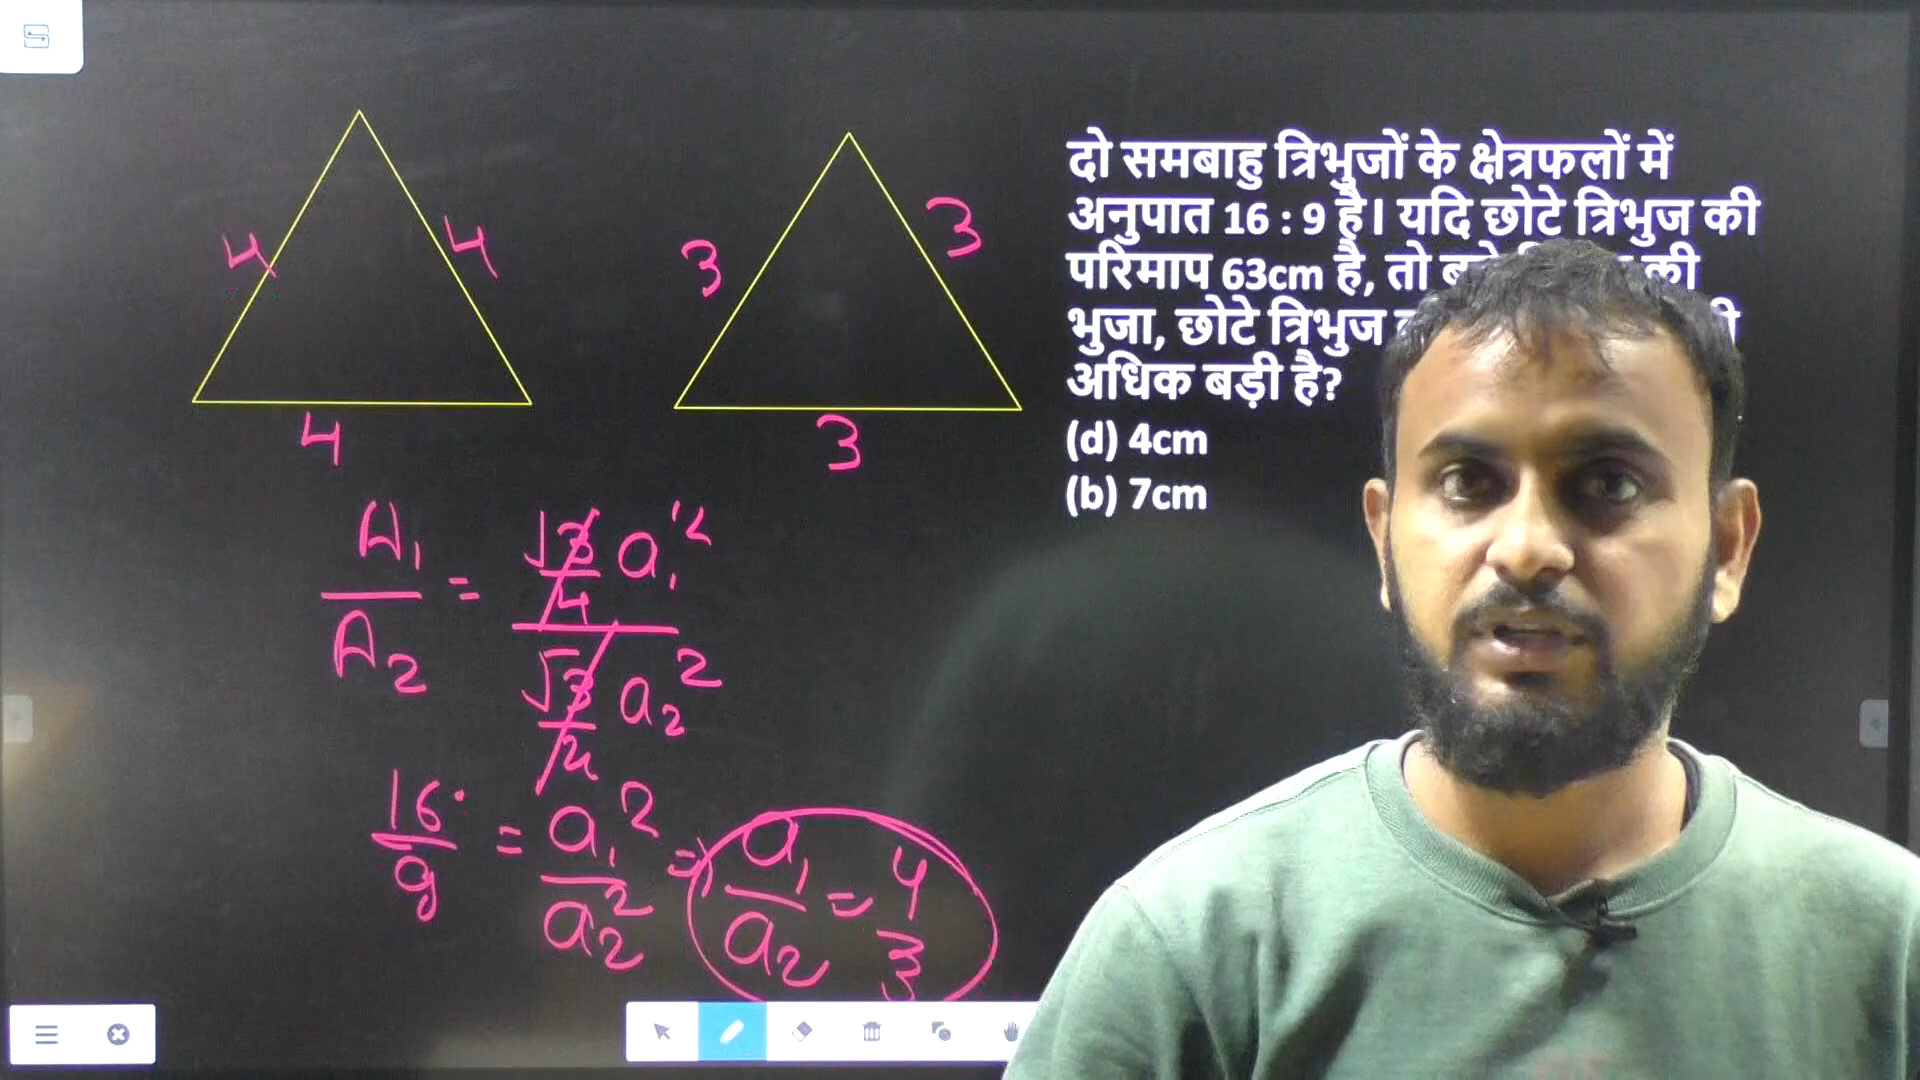 दो समबाहु त्रिभुजों के क्षेत्रफलों में
अनुपात 16 : 9 है। यदि छोटे त्रिभुज की
परिमाप 63cm है, तो की
भुजा, छोटे त्रिभुज
अधिक बड़ी है?
(d) 4cm
(b) 7cm
4 4
4
3 3
3
A₁/A₂ = √3/4 a₁² / √3/4 a₂²
16/9 = a₁²/a₂² = a₁/a₂ = 4/3